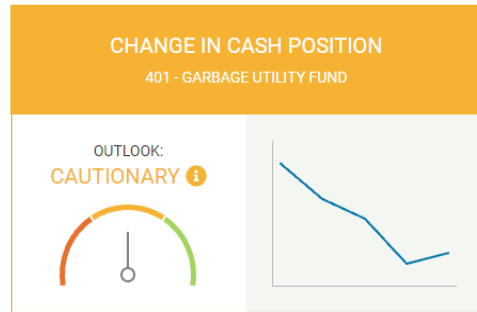 CHANGE IN CASH POSITION
401 - GARBAGE UTILITY FUND
OUTLOOK:
CAUTIONARY i